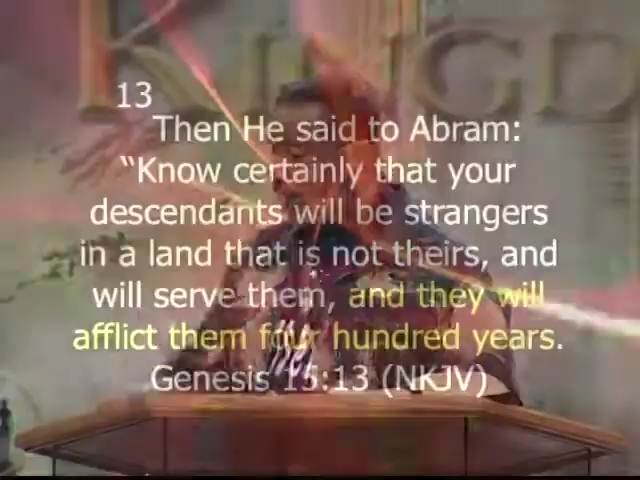 KINGD
13
Then He said to Abram:
“Know certainly that your
descendants will be strangers
in a land that is not theirs, and
will serve them, and they will
afflict them four hundred years.
Genesis 15:13 (NKJV)